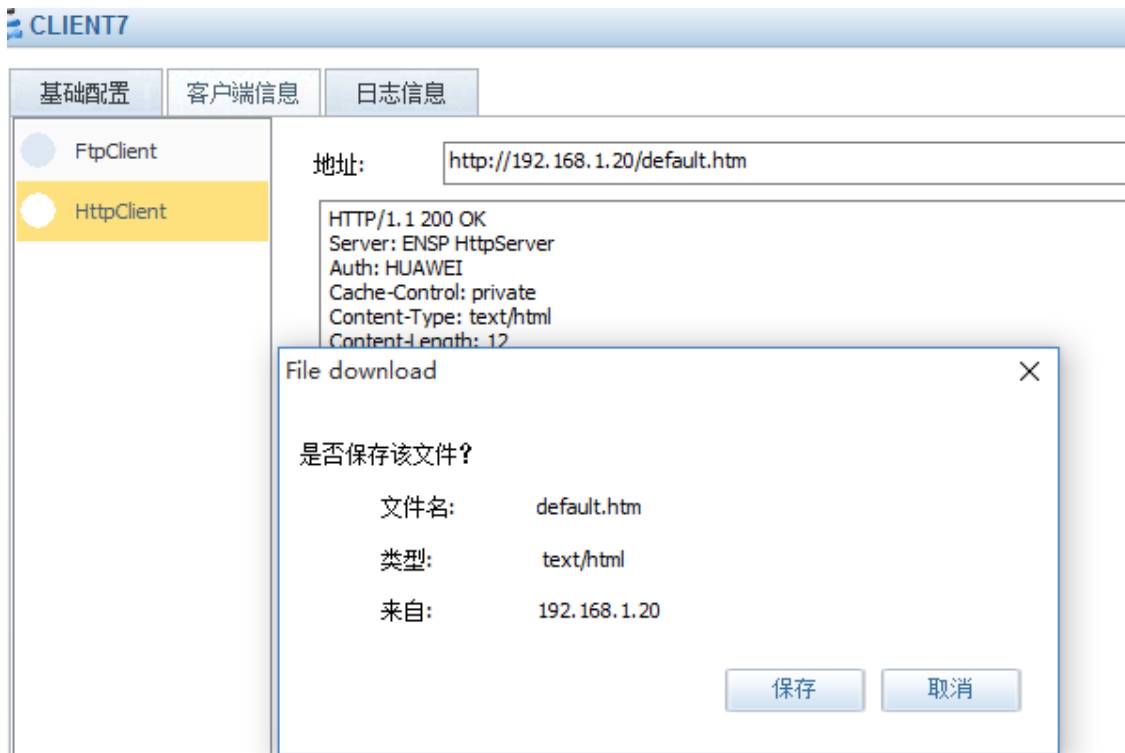 CLIENT7
基础配置 客户端信息 日志信息
FtpClient
HttpClient
地址: http://192.168.1.20/default.htm
HTTP/1.1 200 OK
Server: ENSP HttpServer
Auth: HUAWEI
Cache-Control: private
Content-Type: text/html
Content-Length: 12
File download
是否保存该文件?
文件名: default.htm
类型: text/html
来自: 192.168.1.20
保存 取消